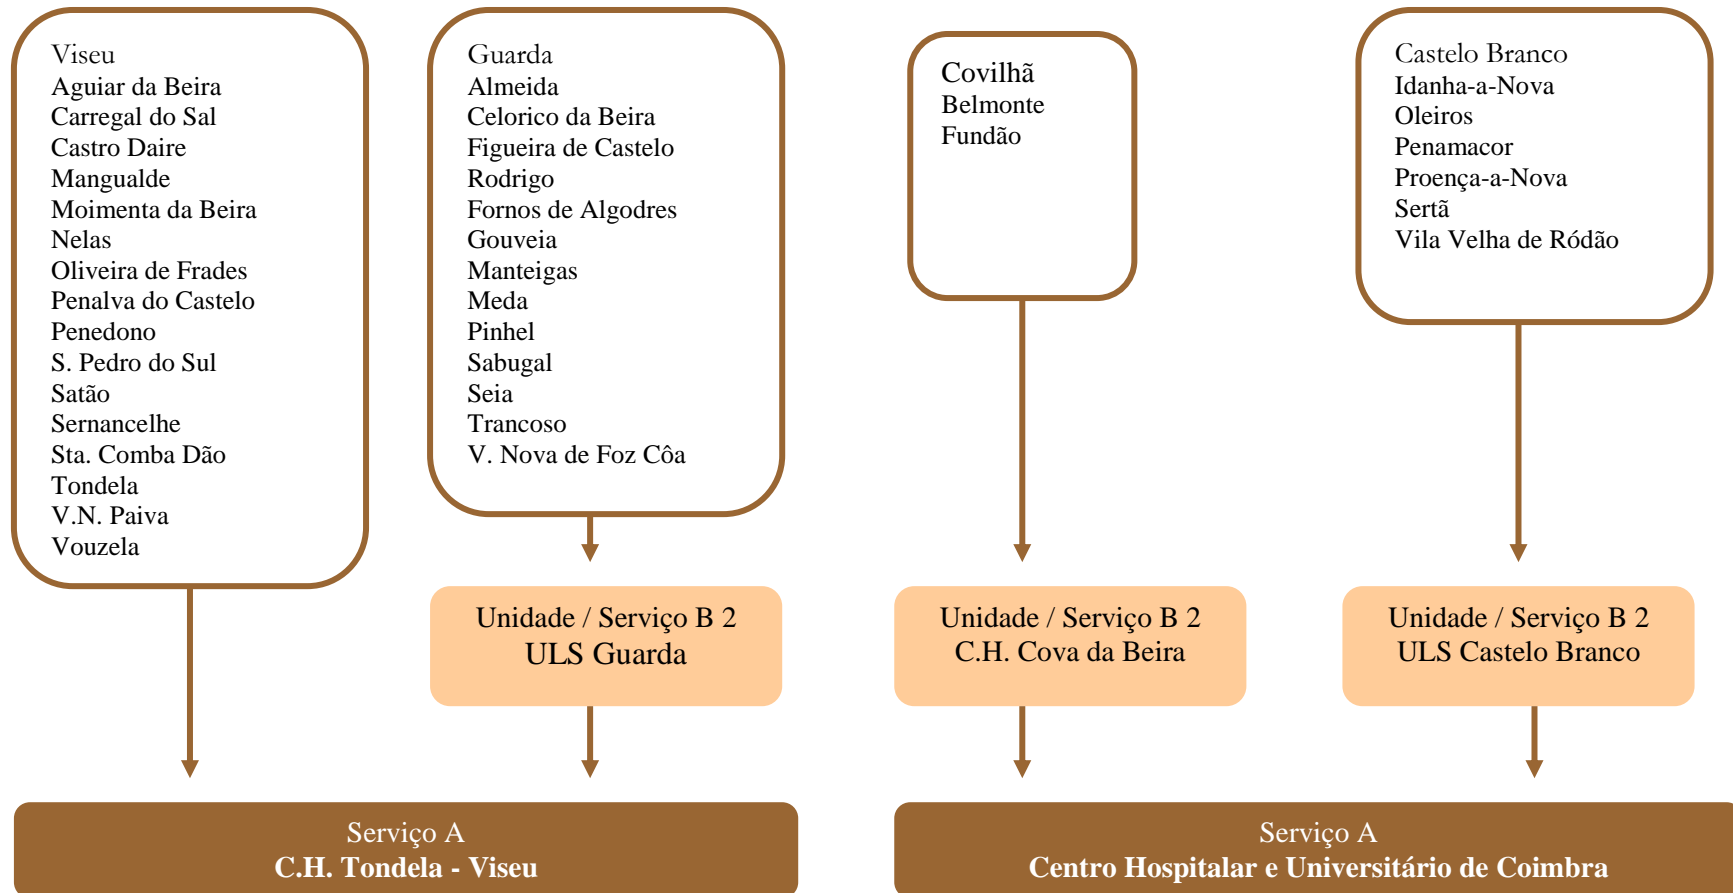 Viseu
Aguiar da Beira
Carregal do Sal
Castro Daire
Mangualde
Moimenta da Beira
Nelas
Oliveira de Frades
Penalva do Castelo
Penedono
S. Pedro do Sul
Satão
Sernancelhe
Sta. Comba Dão
Tondela
V.N. Paiva
Vouzela
Guarda
Almeida
Celorico da Beira
Figueira de Castelo
Rodrigo
Fornos de Algodres
Gouveia
Manteigas
Meda
Pinhel
Sabugal
Seia
Trancoso
V. Nova de Foz Côa
Covilhã
Belmonte
Fundão
Castelo Branco
Idanha-a-Nova
Oleiros
Penamacor
Proença-a-Nova
Sertã
Vila Velha de Ródão
Unidade / Serviço B 2
ULS Guarda
Unidade / Serviço B 2
C.H. Cova da Beira
Unidade / Serviço B 2
ULS Castelo Branco
Serviço A
C.H. Tondela - Viseu
Serviço A
Centro Hospitalar e Universitário de Coimbra